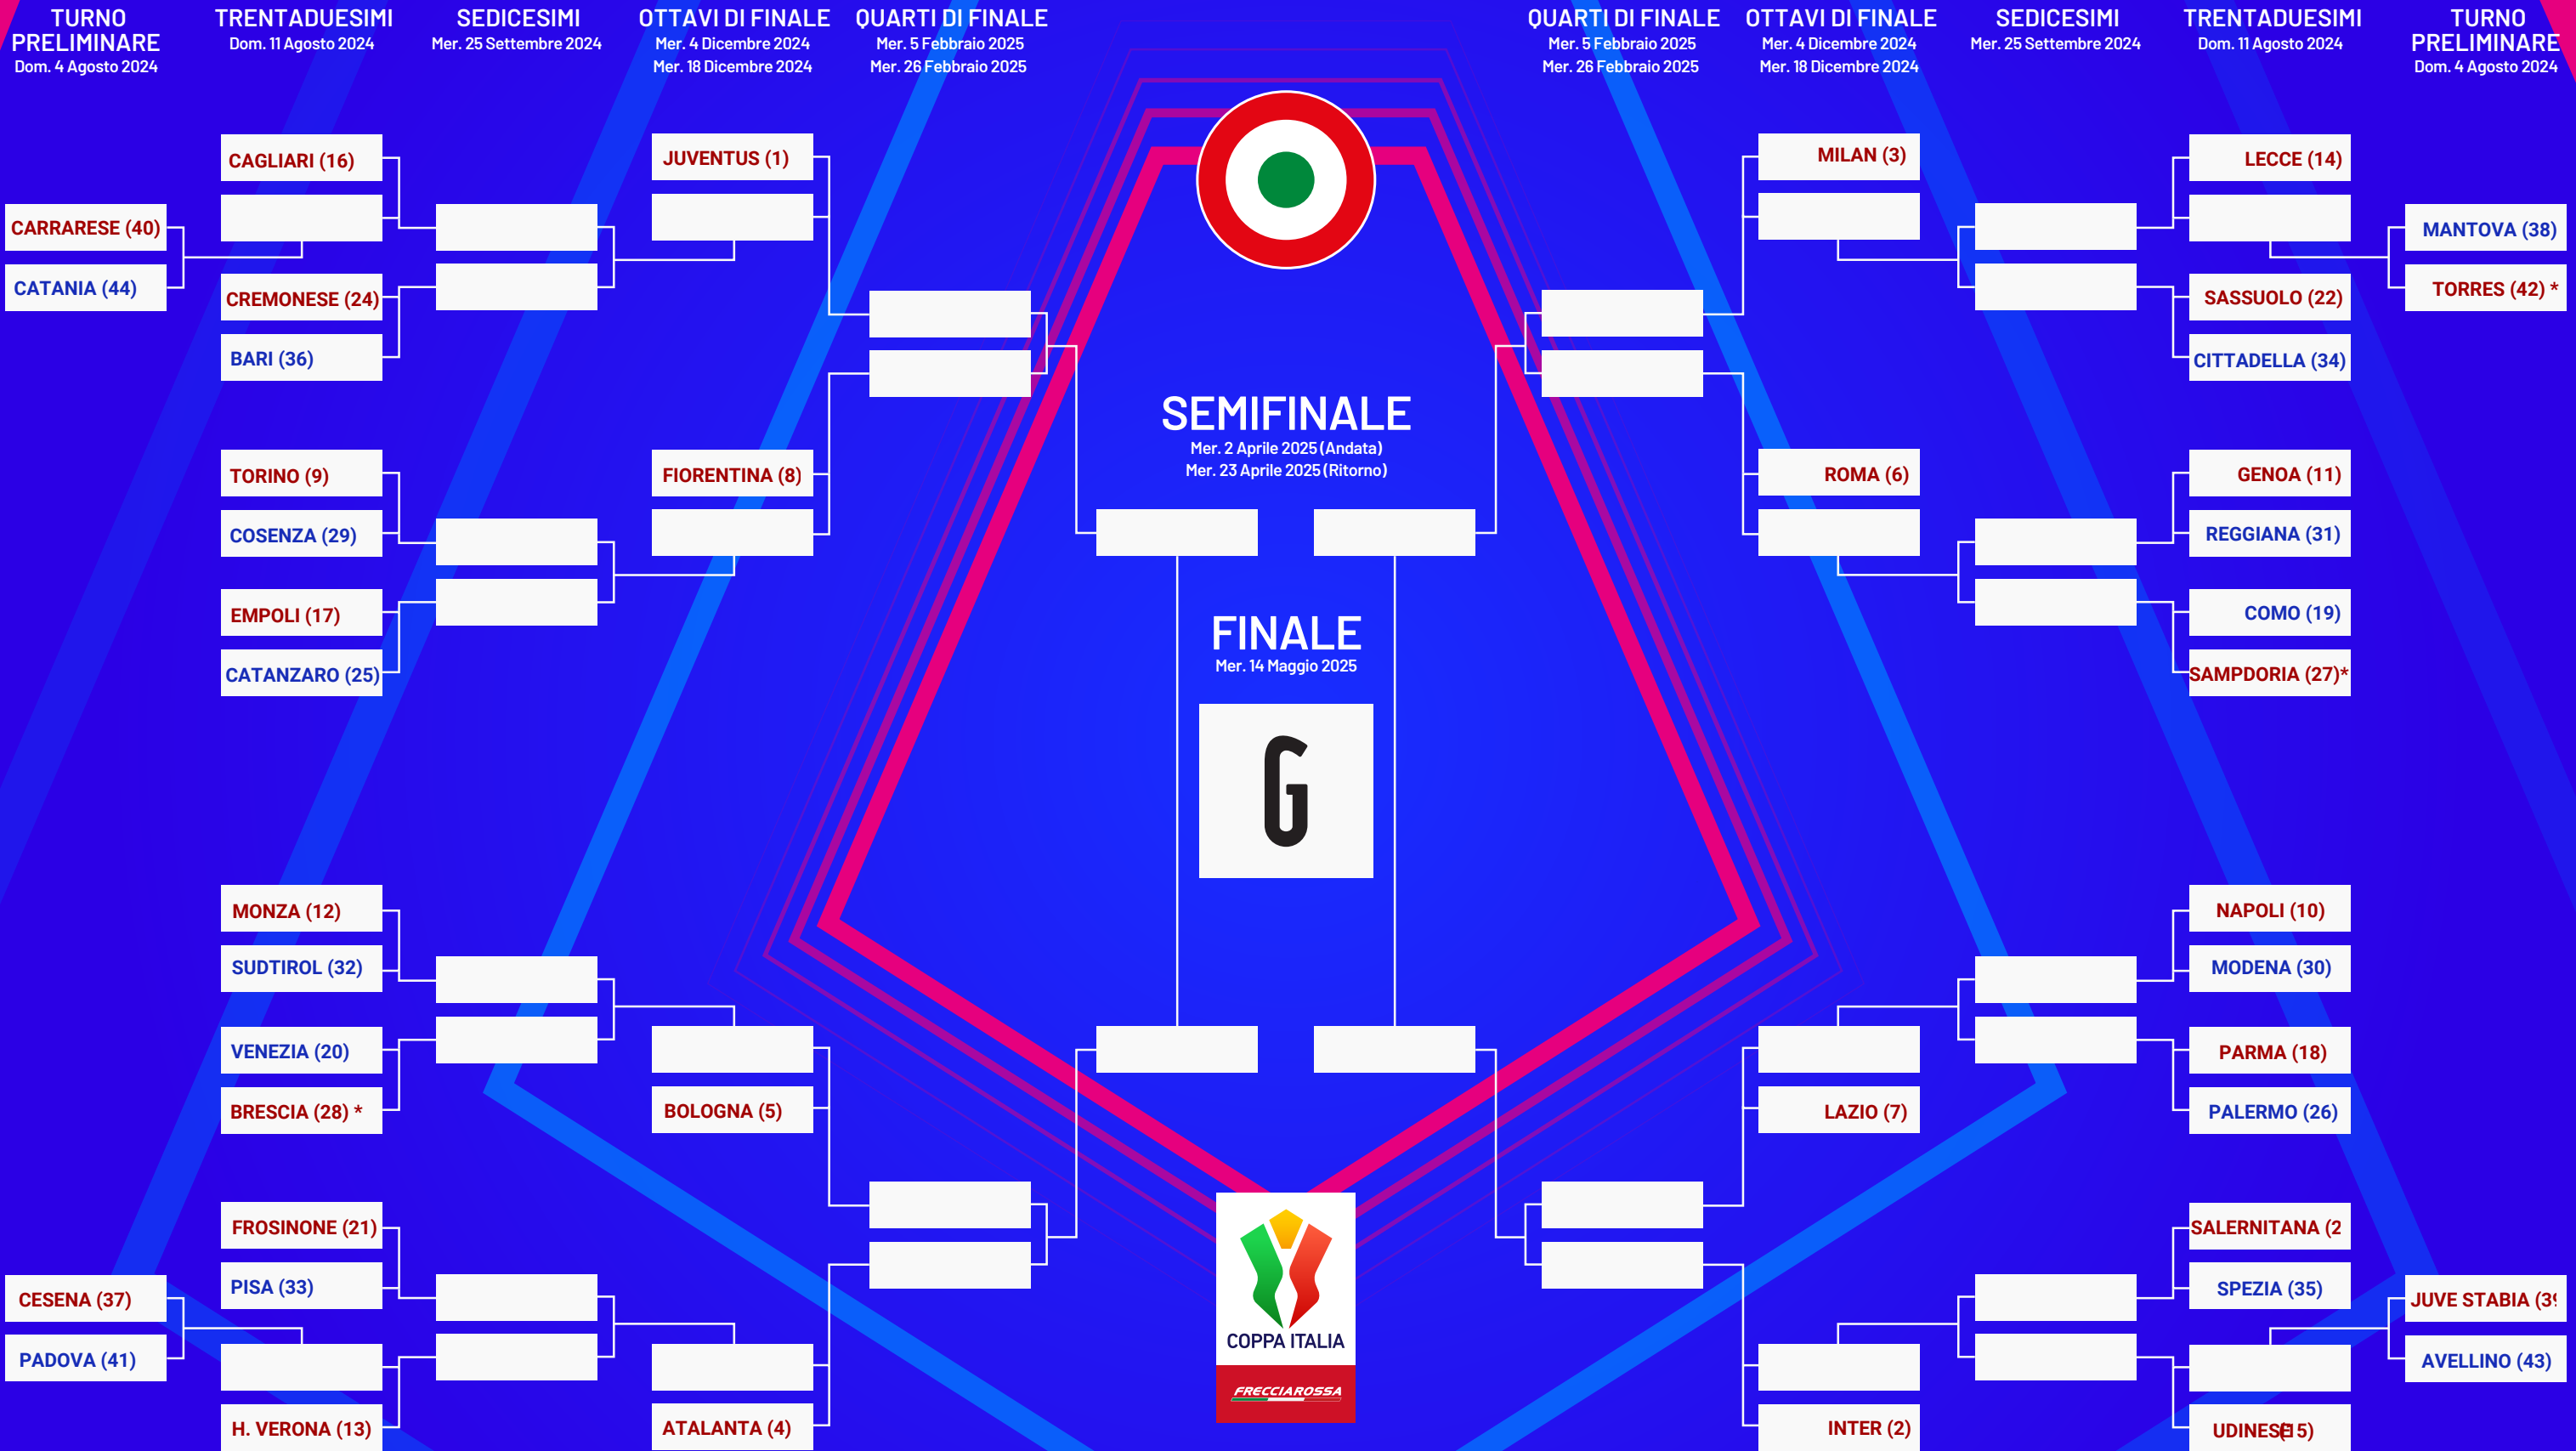 TURNO
PRELIMINARE
Dom. 4 Agosto 2024
TRENTADUESIMI
Dom. 11 Agosto 2024
SEDICESIMI
Mer. 25 Settembre 2024
OTTAVI DI FINALE
Mer. 4 Dicembre 2024
Mer. 18 Dicembre 2024
QUARTI DI FINALE
Mer. 5 Febbraio 2025
Mer. 26 Febbraio 2025
QUARTI DI FINALE
Mer. 5 Febbraio 2025
Mer. 26 Febbraio 2025
OTTAVI DI FINALE
Mer. 4 Dicembre 2024
Mer. 18 Dicembre 2024
SEDICESIMI
Mer. 25 Settembre 2024
TRENTADUESIMI
Dom. 11 Agosto 2024
TURNO
PRELIMINARE
Dom. 4 Agosto 2024
CARRARESE (40)
CATANIA (44)
CESENA (37)
PADOVA (41)
CAGLIARI (16)
CREMONESE (24)
BARI (36)
TORINO (9)
COSENZA (29)
EMPOLI (17)
CATANZARO (25)
MONZA (12)
SUDTIROL (32)
VENEZIA (20)
BRESCIA (28) *
FROSINONE (21)
PISA (33)
H. VERONA (13)
JUVENTUS (1)
FIORENTINA (8)
BOLOGNA (5)
ATALANTA (4)
SEMIFINALE
Mer. 2 Aprile 2025 (Andata)
Mer. 23 Aprile 2025 (Ritorno)
FINALE
Mer. 14 Maggio 2025
G
COPPA ITALIA
FRECCIAROSSA
MILAN (3)
ROMA (6)
LAZIO (7)
INTER (2)
LECCE (14)
SASSUOLO (22)
CITTADELLA (34)
GENOA (11)
REGGIANA (31)
COMO (19)
SAMPDORIA (27)*
NAPOLI (10)
MODENA (30)
PARMA (18)
PALERMO (26)
SALERNITANA (2
SPEZIA (35)
UDINESE (15)
MANTOVA (38)
TORRES (42) *
JUVE STABIA (39
AVELLINO (43)